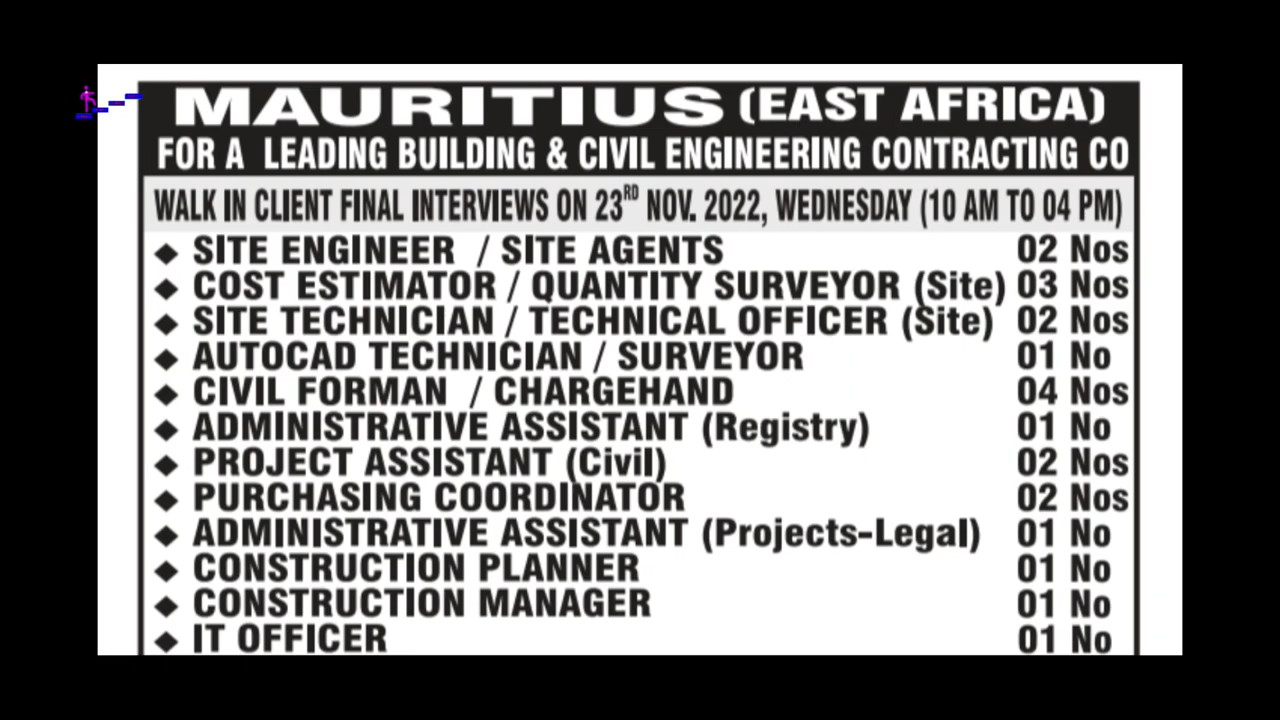 MAURITIUS (EAST AFRICA)
FOR A LEADING BUILDING & CIVIL ENGINEERING CONTRACTING CO
WALK IN CLIENT FINAL INTERVIEWS ON 23RD NOV. 2022, WEDNESDAY (10 AM TO 04 PM)
◆ SITE ENGINEER / SITE AGENTS 02 Nos
◆ COST ESTIMATOR / QUANTITY SURVEYOR (Site) 03 Nos
◆ SITE TECHNICIAN / TECHNICAL OFFICER (Site) 02 Nos
◆ AUTOCAD TECHNICIAN / SURVEYOR 01 No
◆ CIVIL FORMAN / CHARGEHAND 04 Nos
◆ ADMINISTRATIVE ASSISTANT (Registry) 01 No
◆ PROJECT ASSISTANT (Civil) 02 Nos
◆ PURCHASING COORDINATOR 02 Nos
◆ ADMINISTRATIVE ASSISTANT (Projects-Legal) 01 No
◆ CONSTRUCTION PLANNER 01 No
◆ CONSTRUCTION MANAGER 01 No
◆ IT OFFICER 01 No